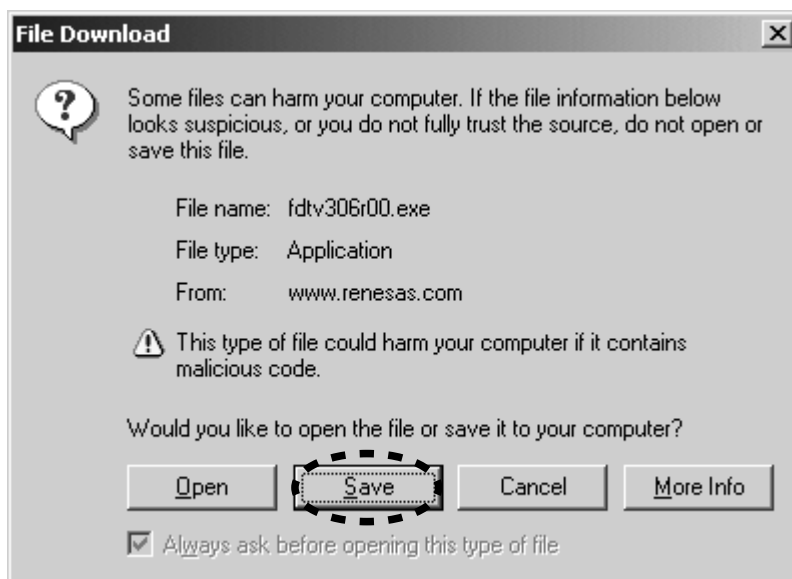 File Download
?
Some files can harm your computer. If the file information below
looks suspicious, or you do not fully trust the source, do not open or
save this file.
File name: fdtv306r00.exe
File type: Application
From: www.renesas.com
! This type of file could harm your computer if it contains
malicious code.
Would you like to open the file or save it to your computer?
Open Save Cancel More Info
Always ask before opening this type of file